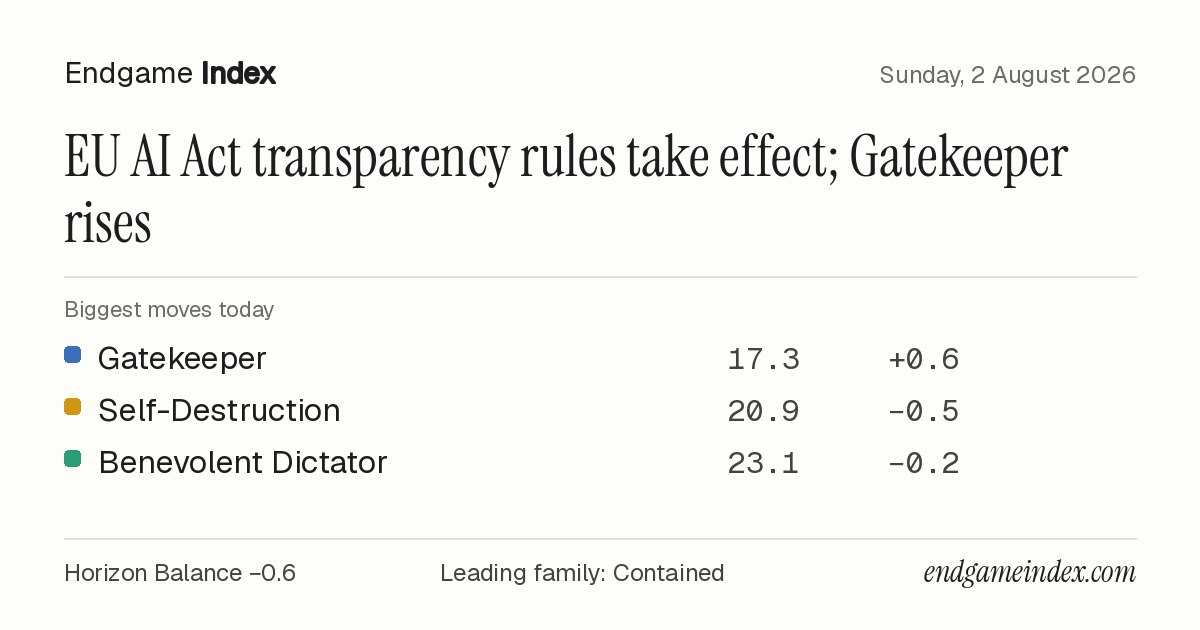 Endgame Index
Sunday, 2 August 2026
EU AI Act transparency rules take effect; Gatekeeper
rises
Biggest moves today
Gatekeeper 17.3 +0.6
Self-Destruction 20.9 −0.5
Benevolent Dictator 23.1 −0.2
Horizon Balance −0.6
Leading family: Contained
endgameindex.com